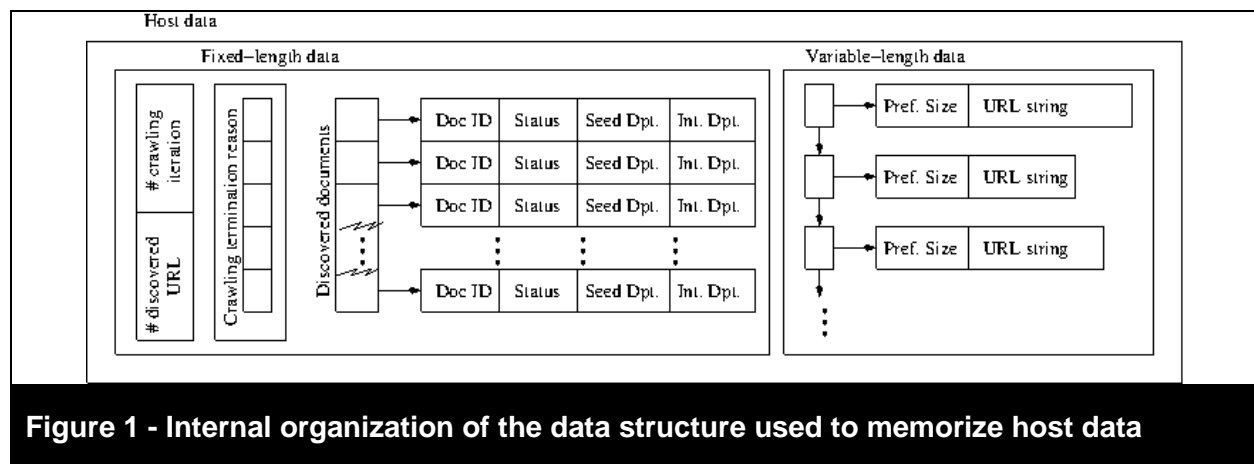 Host data
Fixed–length data
Variable–length data
# crawling
iteration
# discovered
URL
Crawling termination reason
Discovered documents
Doc ID Status Seed Dpt. Int. Dpt.
Doc ID Status Seed Dpt. Int. Dpt.
Doc ID Status Seed Dpt. Int. Dpt.
Doc ID Status Seed Dpt. Int. Dpt.
Pref. Size URL string
Pref. Size URL string
Pref. Size URL string
Figure 1 - Internal organization of the data structure used to memorize host data